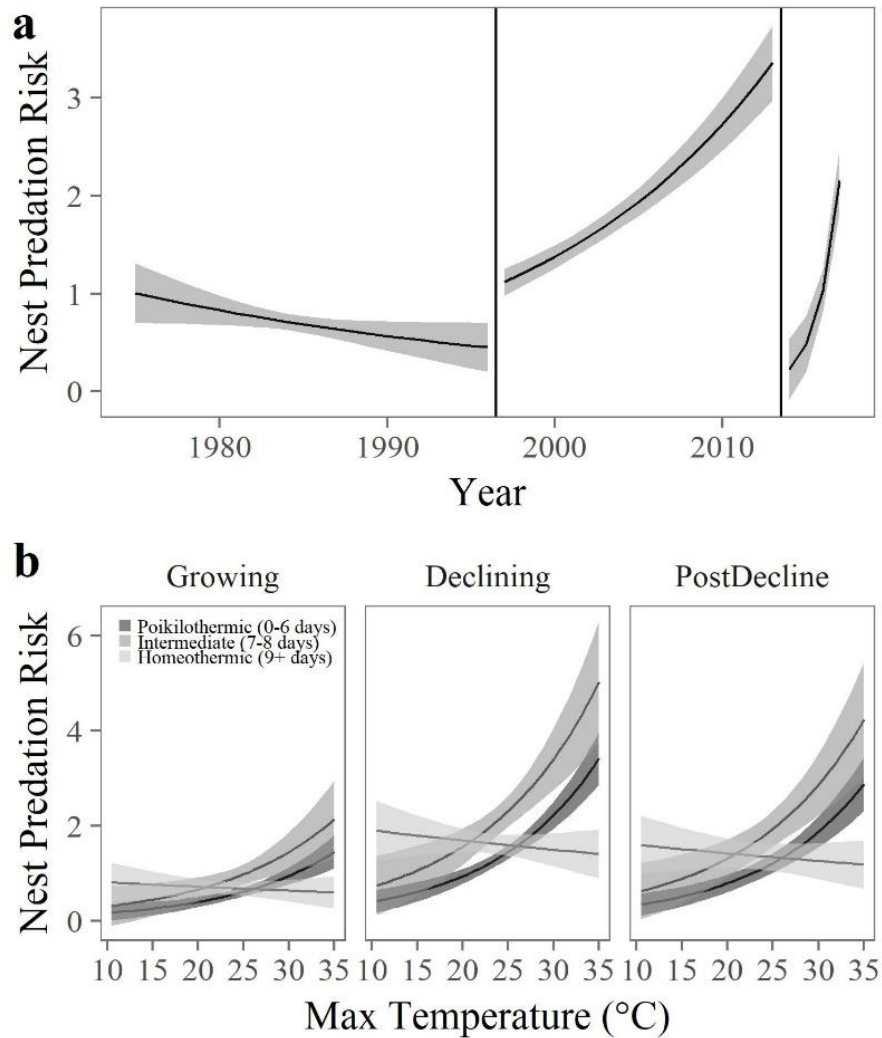 a
Nest Predation Risk
3
2
1
0
1980 1990 2000 2010
Year
b
Growing Declining PostDecline
Nest Predation Risk
Poikilothermic (0-6 days)
Intermediate (7-8 days)
Homeothermic (9+ days)
6
4
2
0
10 15 20 25 30 35 10 15 20 25 30 35 10 15 20 25 30 35
Max Temperature (°C)